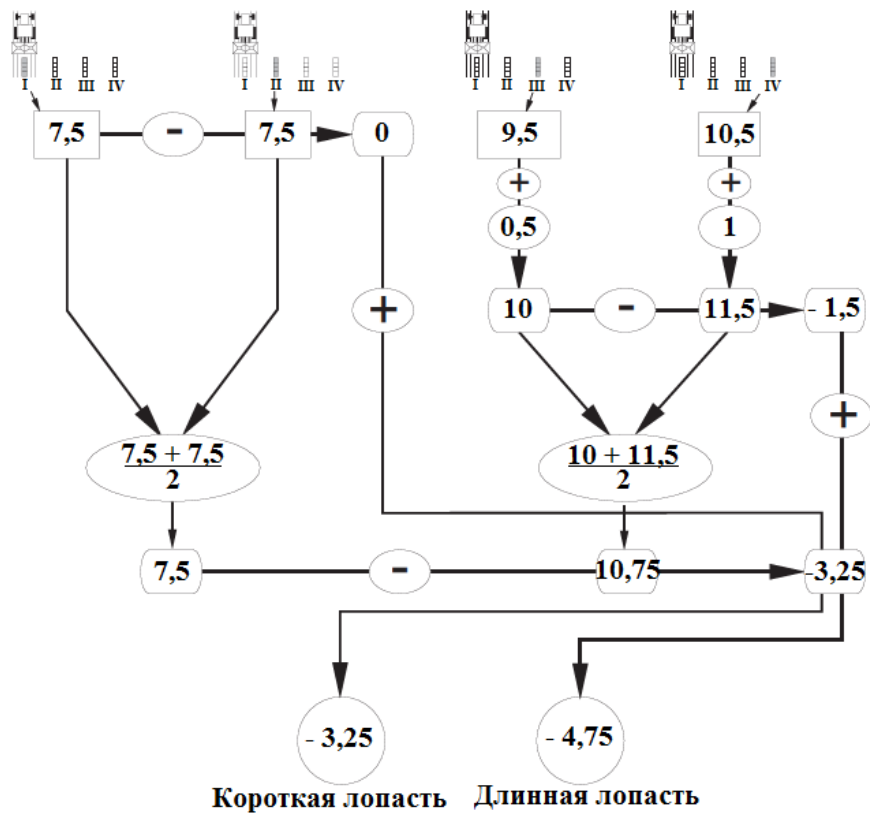 I II III IV I II III IV I II III IV I II III IV
7,5 - 7,5 0 9,5 10,5
+ +
0,5 1
+ 10 - 11,5 - 1,5
+
7,5 + 7,5 10 + 11,5
2 2
7,5 - 10,75 -3,25
- 3,25 - 4,75
Короткая лопасть Длинная лопасть